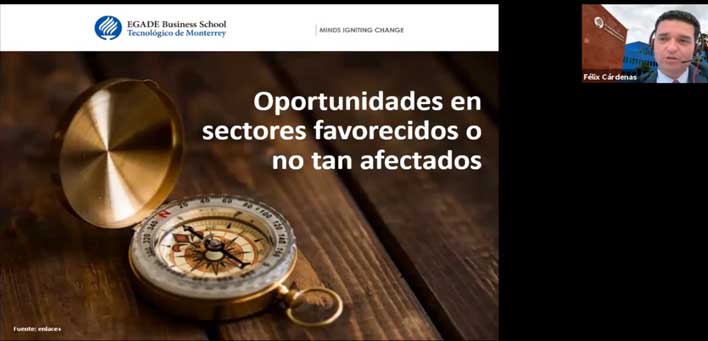 EGADE Business School
Tecnológico de Monterrey
MINDS IGNITING CHANGE
Félix Cárdenas
Oportunidades en
sectores favorecidos o
no tan afectados
Fuente: enlace+